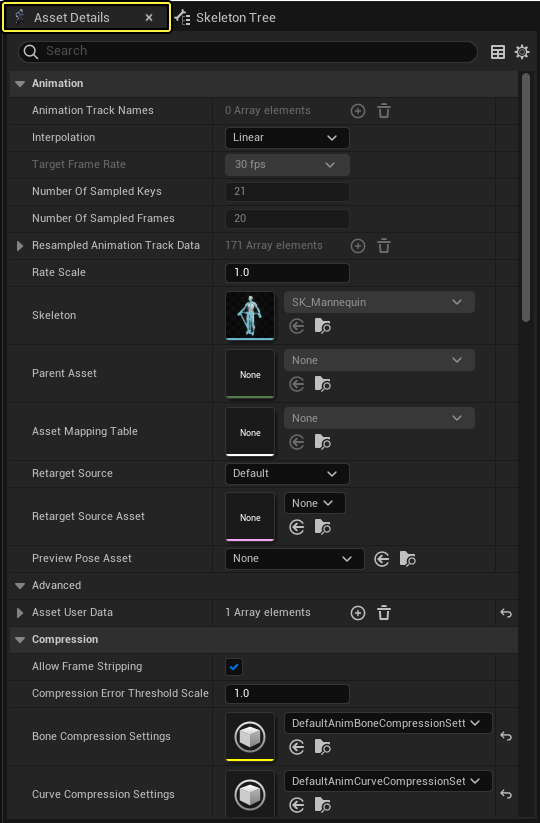 Asset Details
Skeleton Tree
Search
Animation
Animation Track Names 0 Array elements
Interpolation Linear
Target Frame Rate 30 fps
Number Of Sampled Keys 21
Number Of Sampled Frames 20
Resampled Animation Track Data 171 Array elements
Rate Scale 1.0
Skeleton SK_Mannequin
Parent Asset None None
Asset Mapping Table None None
Retarget Source Default
Retarget Source Asset None None
Preview Pose Asset None
Advanced
Asset User Data 1 Array elements
Compression
Allow Frame Stripping
Compression Error Threshold Scale 1.0
Bone Compression Settings DefaultAnimBoneCompressionSett
Curve Compression Settings DefaultAnimCurveCompressionSet